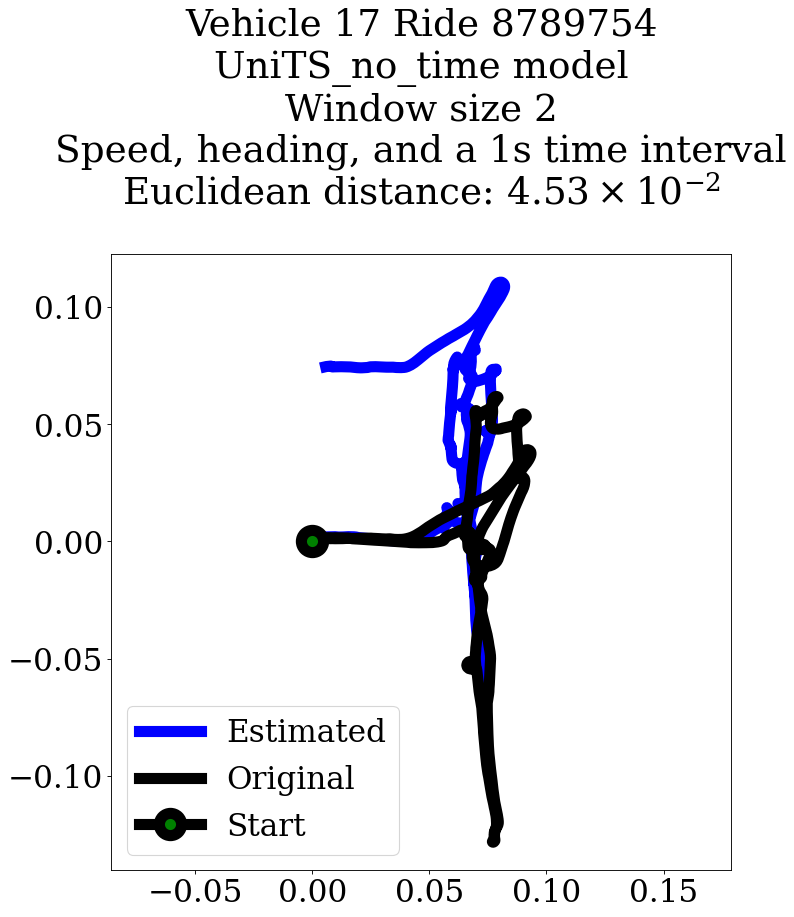 Vehicle 17 Ride 8789754
UniTS_no_time model
Window size 2
Speed, heading, and a 1s time interval
Euclidean distance: 4.53 × 10⁻²
0.10
0.05
0.00
−0.05
−0.10
Estimated
Original
Start
−0.05 0.00 0.05 0.10 0.15